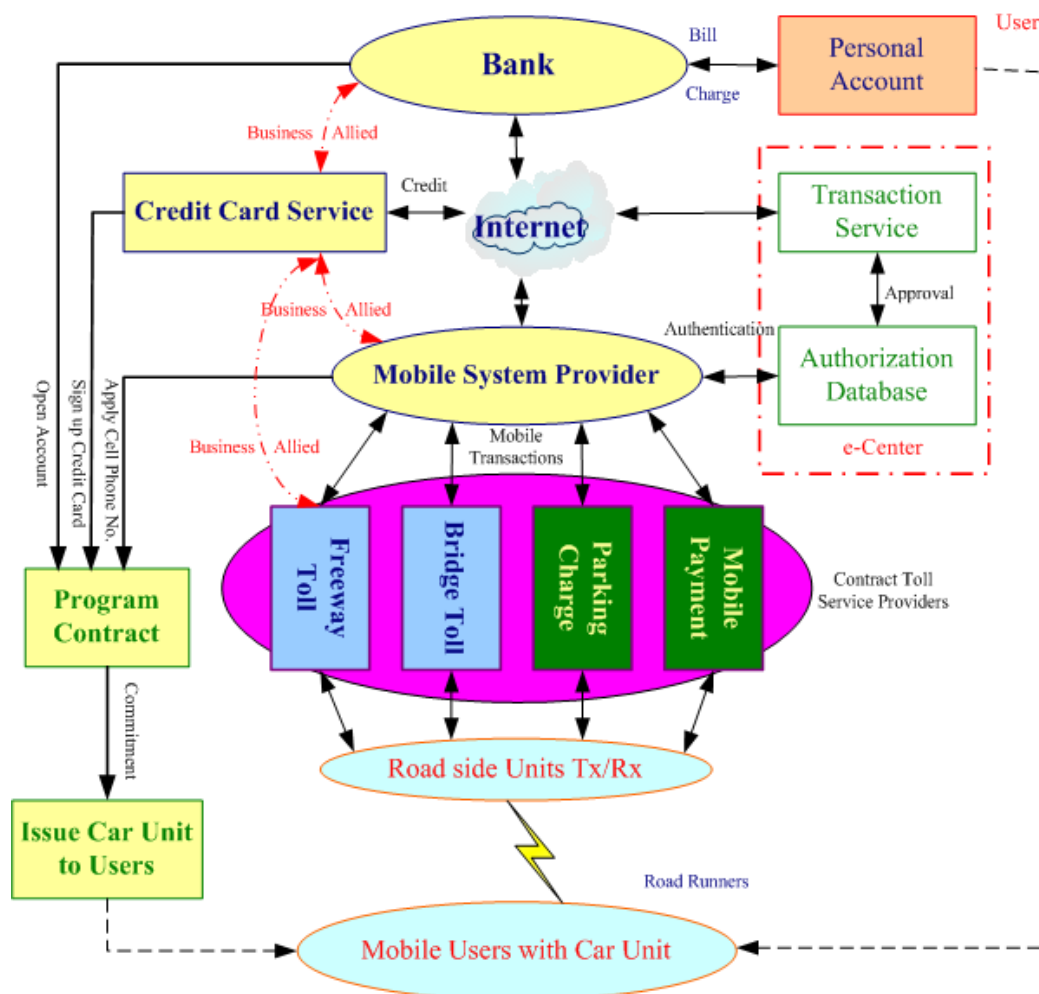 User
Bill
Bank
Personal
Account
Charge
Business Allied
Credit
Credit Card Service
Internet
Transaction
Service
Business Allied
Approval
Authentication
Mobile System Provider
Authorization
Database
e-Center
Open Account
Sign up Credit Card
Apply Cell Phone No.
Business Allied
Mobile
Transactions
Freeway
Toll
Bridge Toll
Parking
Charge
Mobile
Payment
Contract Toll
Service Providers
Program
Contract
Commitment
Road side Units Tx/Rx
Issue Car Unit
to Users
Road Runners
Mobile Users with Car Unit